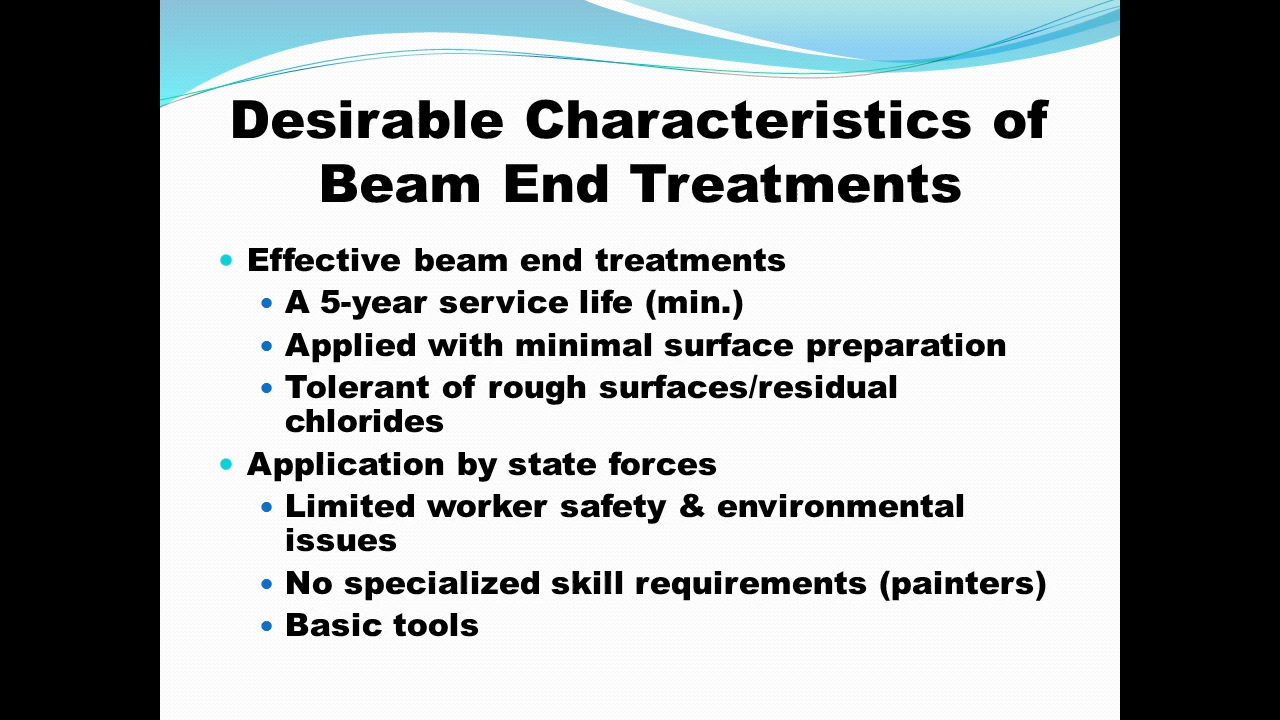 Desirable Characteristics of
Beam End Treatments
• Effective beam end treatments
• A 5-year service life (min.)
• Applied with minimal surface preparation
• Tolerant of rough surfaces/residual
chlorides
• Application by state forces
• Limited worker safety & environmental
issues
• No specialized skill requirements (painters)
• Basic tools